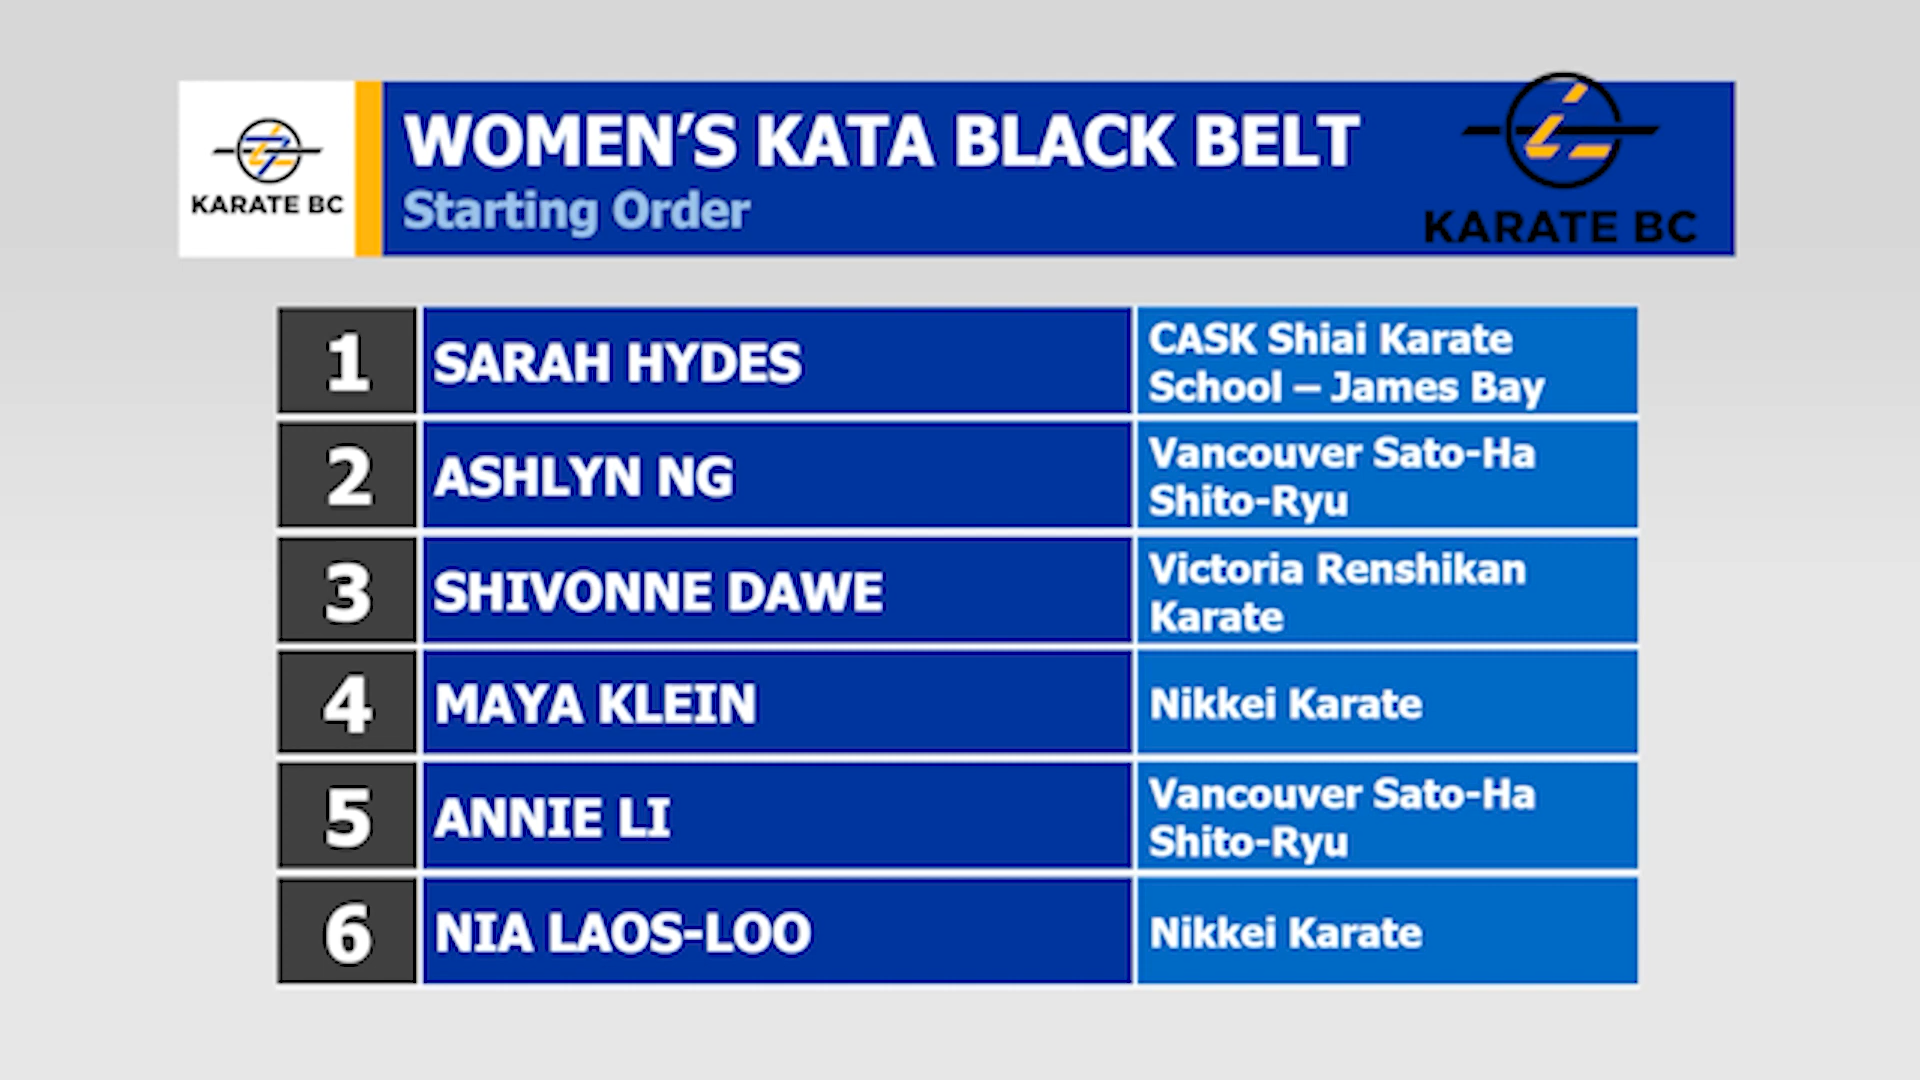 KARATE BC
WOMEN’S KATA BLACK BELT
Starting Order
KARATE BC
1
SARAH HYDES
CASK Shiai Karate
School – James Bay
2
ASHLYN NG
Vancouver Sato-Ha
Shito-Ryu
3
SHIVONNE DAWE
Victoria Renshikan
Karate
4
MAYA KLEIN
Nikkei Karate
5
ANNIE LI
Vancouver Sato-Ha
Shito-Ryu
6
NIA LAOS-LOO
Nikkei Karate